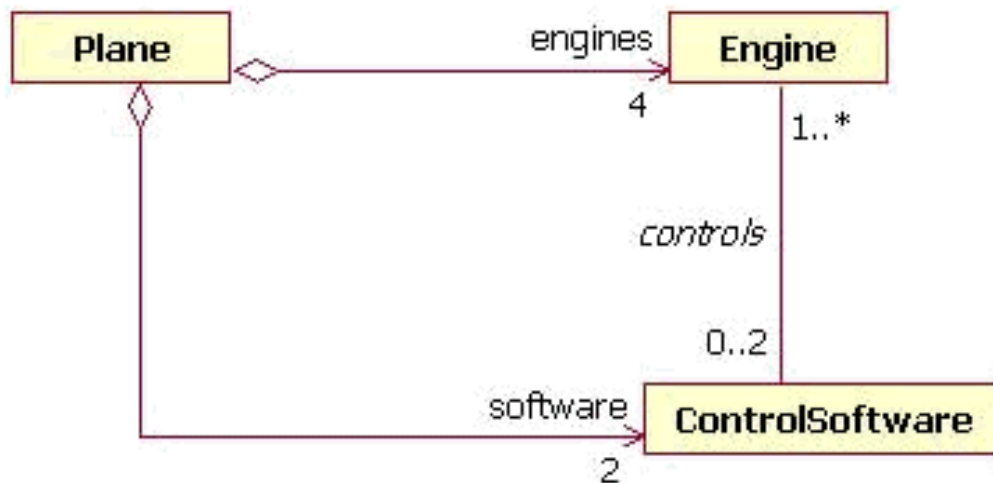 Plane
engines
Engine
4
1..*
controls
0..2
software
ControlSoftware
2